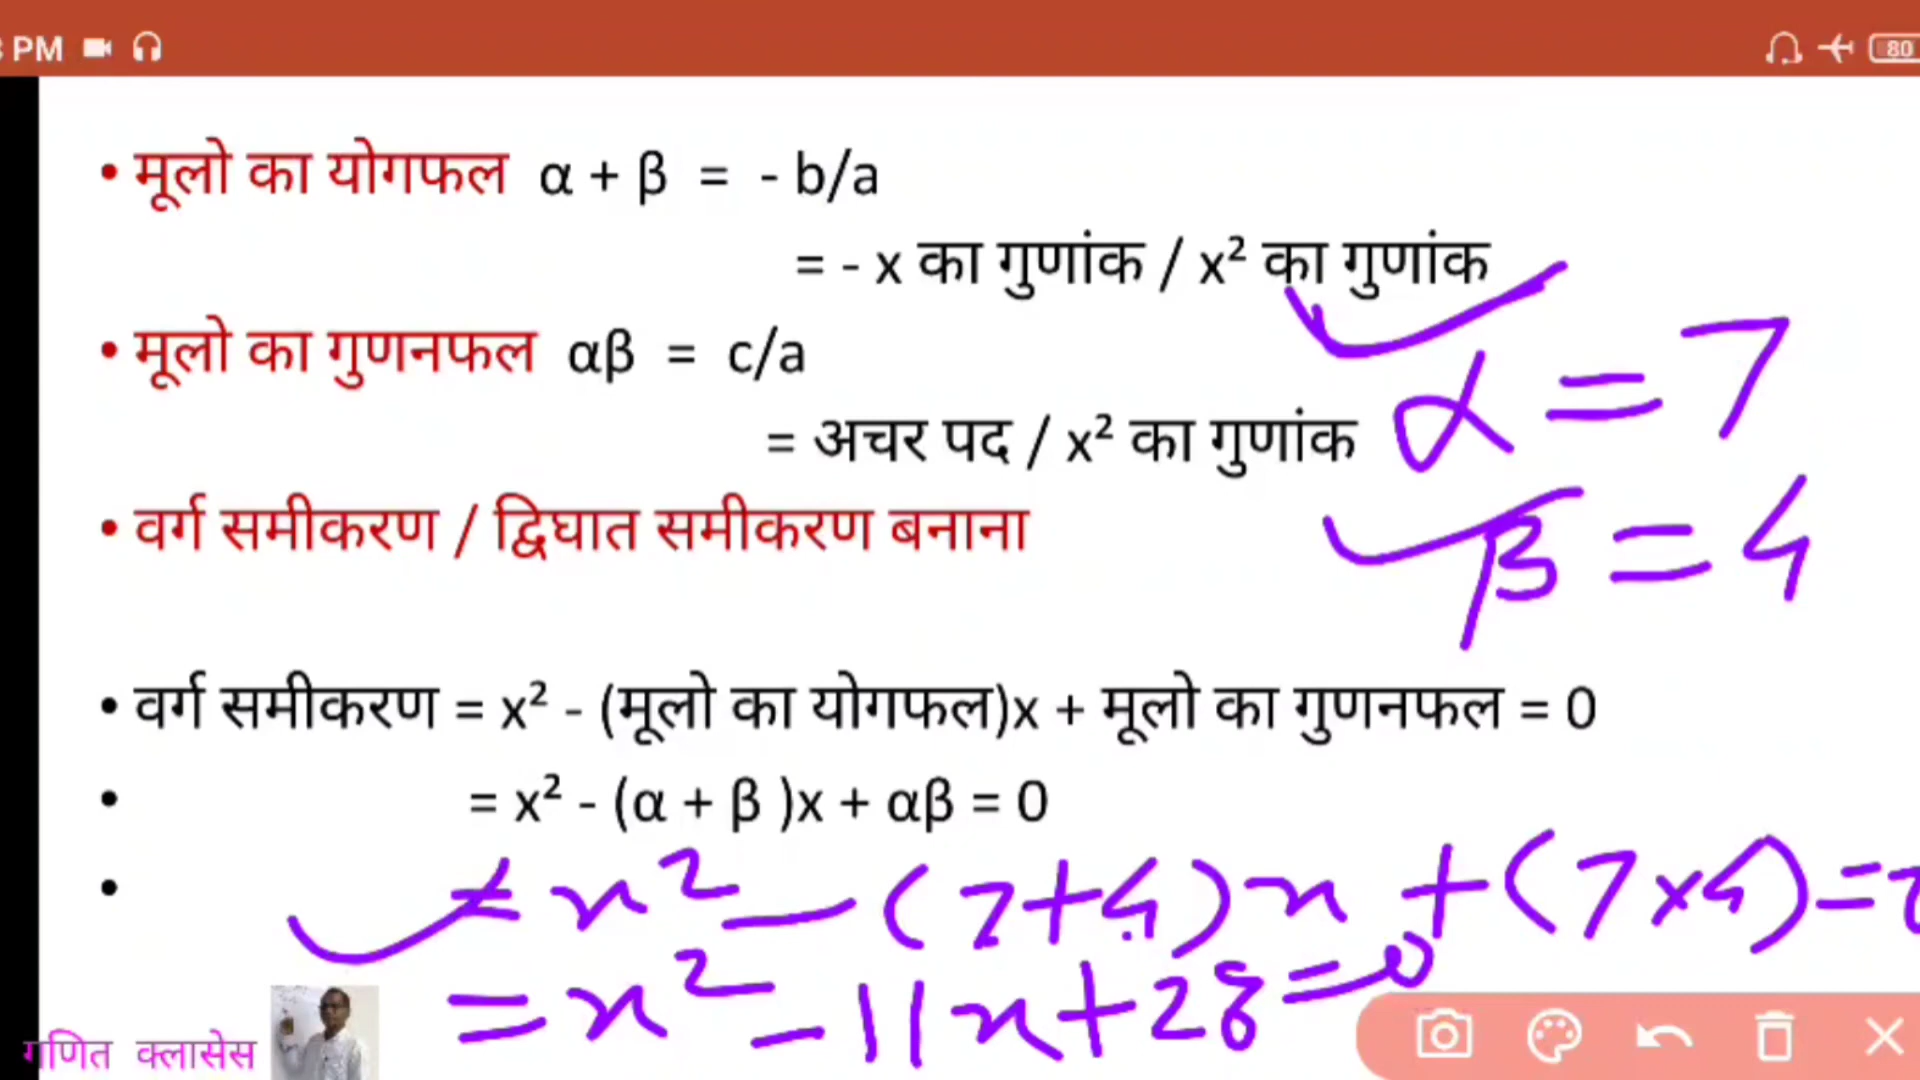 PM
80
• मूलो का योगफल α + β = - b/a
= - x का गुणांक / x² का गुणांक
• मूलो का गुणनफल αβ = c/a
α = 7
= अचर पद / x² का गुणांक
• वर्ग समीकरण / द्विघात समीकरण बनाना
β = 4
• वर्ग समीकरण = x² - (मूलो का योगफल)x + मूलो का गुणनफल = 0
• = x² - (α + β )x + αβ = 0
• = x² - (7+4)x + (7×4) =
= x² - 11x + 28 = 0
गणित क्लासेस